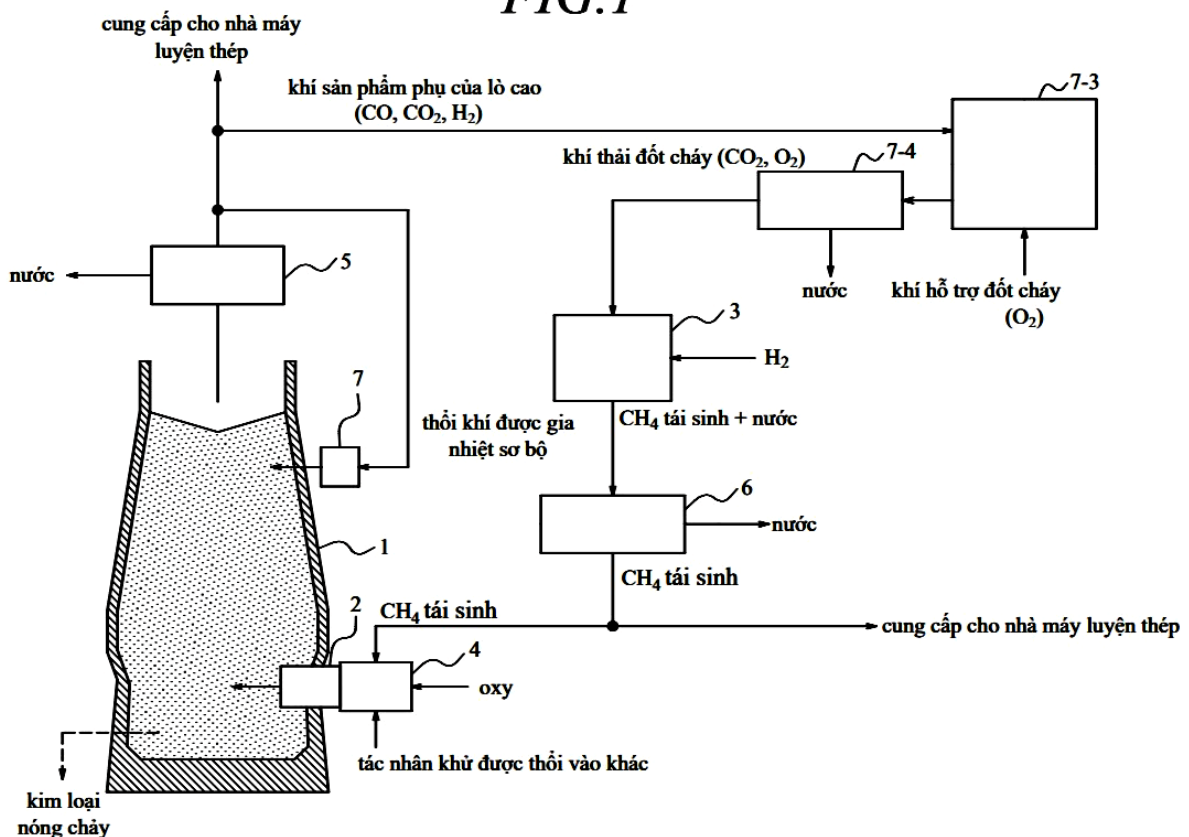 FIG.1
cung cấp cho nhà máy
luyện thép
khí sản phẩm phụ của lò cao
(CO, CO₂, H₂)
7-3
khí thải đốt cháy (CO₂, O₂)
7-4
5
nước
nước
khí hỗ trợ đốt cháy
(O₂)
3
H₂
7
thổi khí được gia
nhiệt sơ bộ
CH₄ tái sinh + nước
6
nước
1
CH₄ tái sinh
2
CH₄ tái sinh
cung cấp cho nhà máy luyện thép
4
oxy
tác nhân khử được thổi vào khác
kim loại
nóng chảy